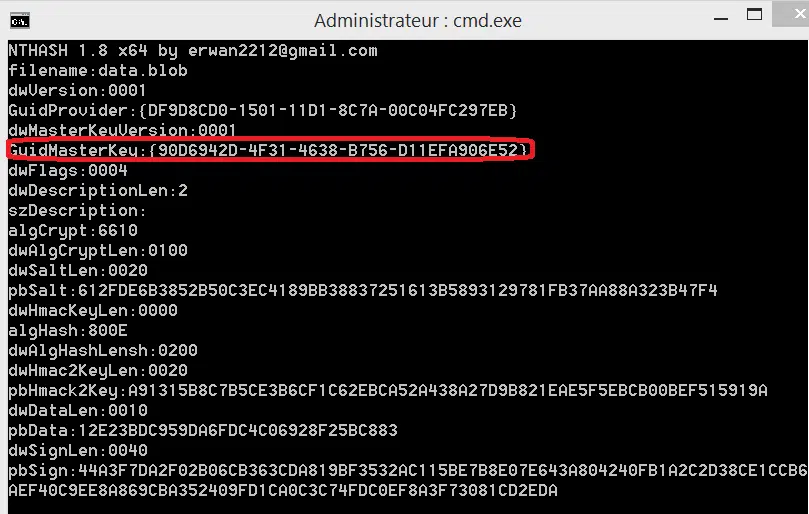 Administrateur : cmd.exe
NTHASH 1.8 x64 by erwan2212@gmail.com
filename:data.blob
dwVersion:0001
GuidProvider:{DF9D8CD0-1501-11D1-8C7A-00C04FC297EB}
dwMasterKeyVersion:0001
GuidMasterKey:{90D6942D-4F31-4638-B756-D11EFA906E52}
dwFlags:0004
dwDescriptionLen:2
szDescription:
algCrypt:6610
dwAlgCryptLen:0100
dwSaltLen:0020
pbSalt:612FDE6B3852B50C3EC4189BB38837251613B5893129781FB37AA88A323B47F4
dwHmacKeyLen:0000
algHash:800E
dwAlgHashLensh:0200
dwHmac2KeyLen:0020
pbHmack2Key:A91315B8C7B5CE3B6CF1C62EBCA52A438A27D9B821EAE5F5EBCB00BEF515919A
dwDataLen:0010
pbData:12E23BDC959DA6FDC4C06928F25BC883
dwSignLen:0040
pbSign:44A3F7DA2F02B06CB363CDA819BF3532AC115BE7B8E07E643A804240FB1A2C2D38CE1CCB6
AEF40C9EE8A869CBA352409FD1CA0C3C74FDC0EF8A3F73081CD2EDA